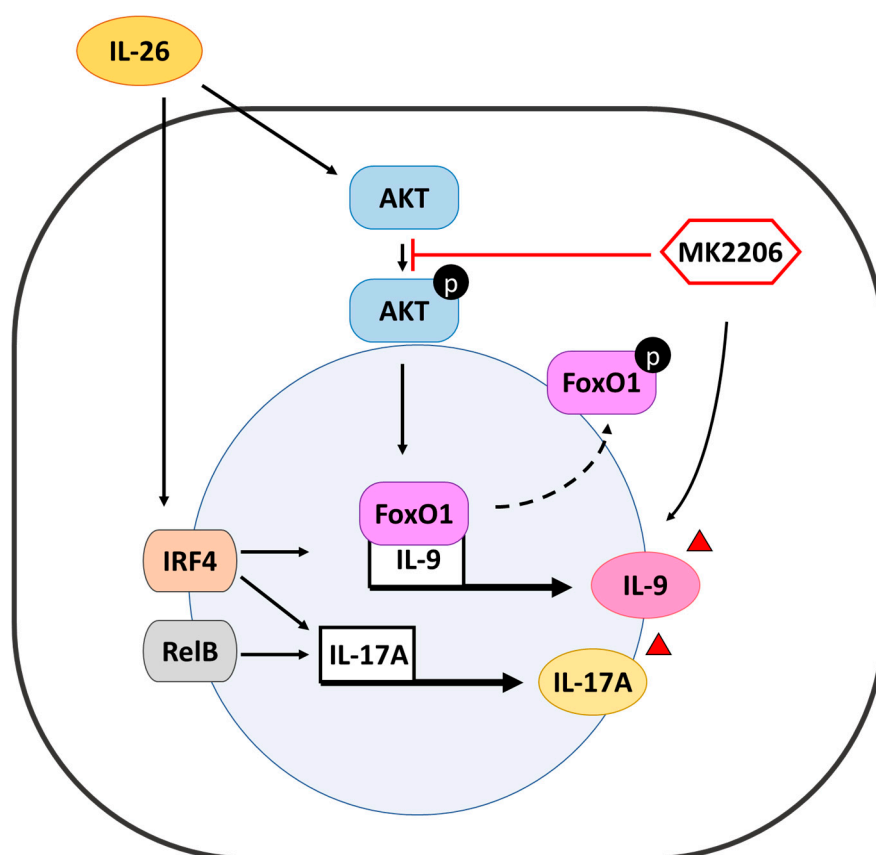 IL-26
AKT
MK2206
p
AKT
p
FoxO1
FoxO1
IL-9
IRF4
IL-9
RelB
IL-17A
IL-17A